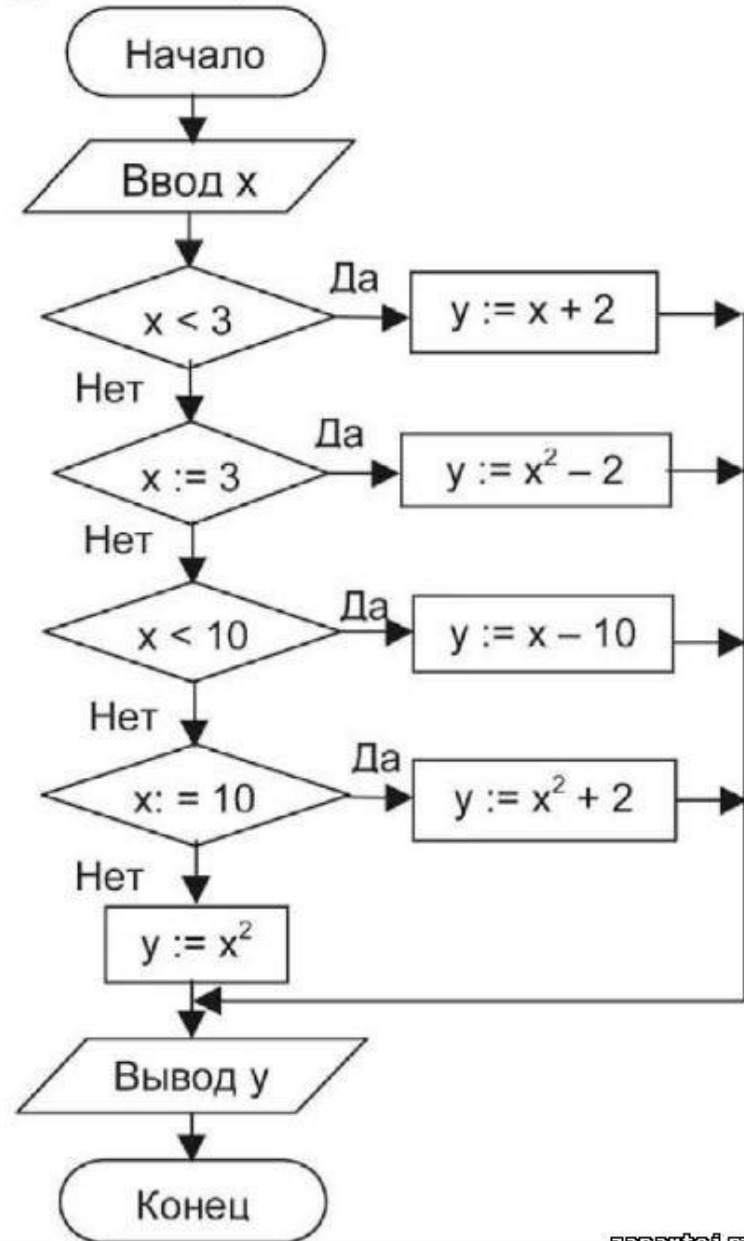 Начало
Ввод x
x < 3
Да
y := x + 2
Нет
x := 3
Да
y := x² – 2
Нет
x < 10
Да
y := x – 10
Нет
x: = 10
Да
y := x² + 2
Нет
y := x²
Вывод y
Конец